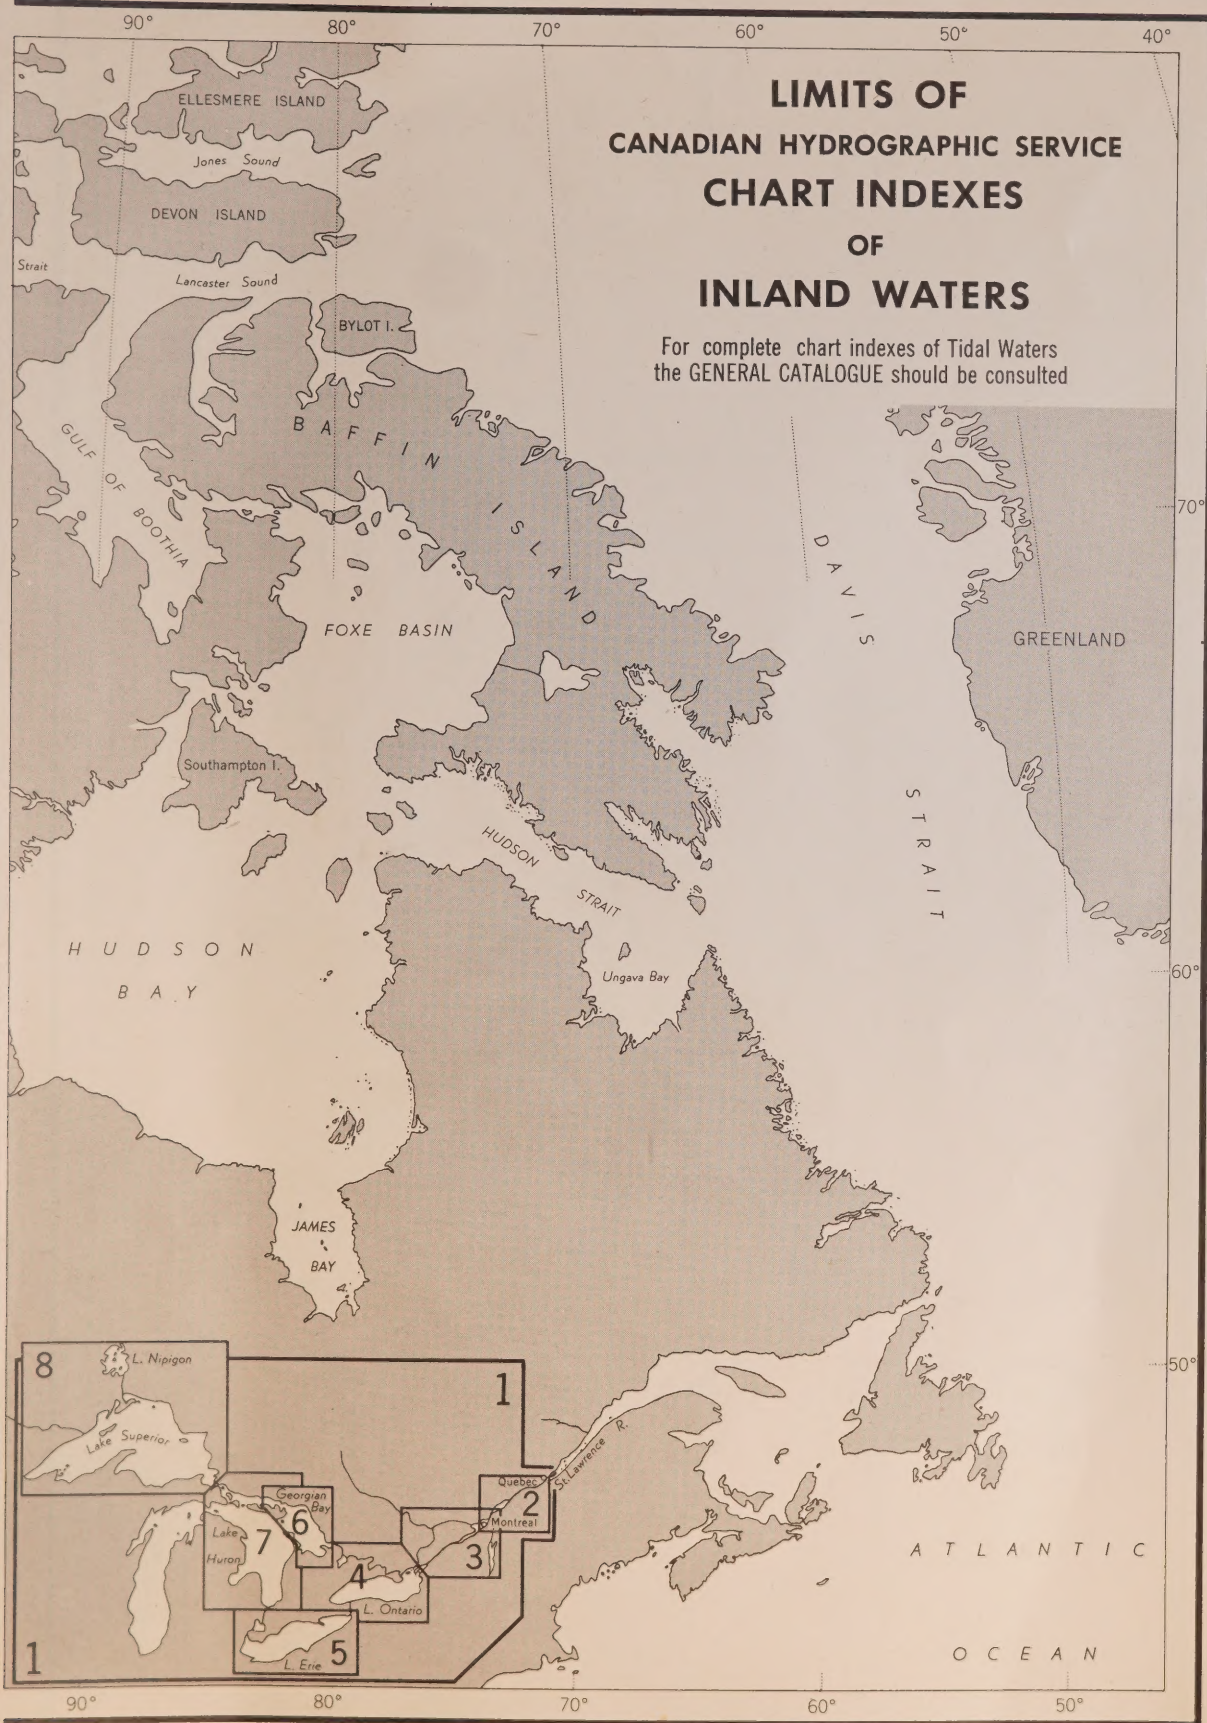 90° 80° 70° 60° 50° 40°
LIMITS OF
CANADIAN HYDROGRAPHIC SERVICE
CHART INDEXES
OF
INLAND WATERS
For complete chart indexes of Tidal Waters
the GENERAL CATALOGUE should be consulted
ELLESMERE ISLAND
Jones Sound
DEVON ISLAND
Strait
Lancaster Sound
BYLOT I.
BAFFIN ISLAND
GULF OF BOOTHIA
70°
DAVIS STRAIT
FOXE BASIN
GREENLAND
Southampton I.
HUDSON STRAIT
HUDSON
BAY
Ungava Bay
60°
JAMES
BAY
50°
8
L. Nipigon
1
Lake Superior
St. Lawrence R.
Quebec
2
Georgian
Bay
6
Montreal
Lake
Huron
7
3
4
L. Ontario
ATLANTIC
OCEAN
1
5
L. Erie
90° 80° 70° 60° 50°